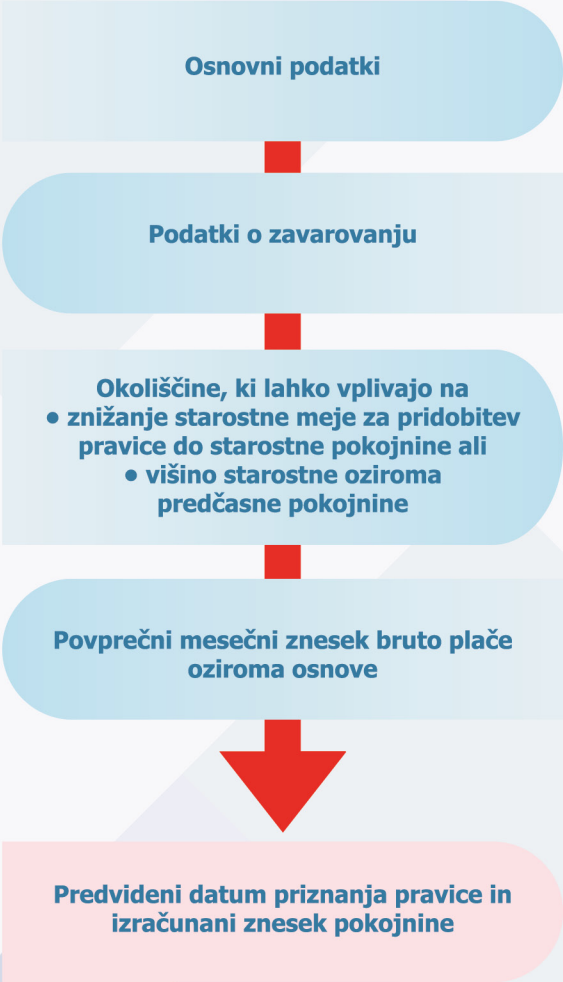 Osnovni podatki
Podatki o zavarovanju
Okoliščine, ki lahko vplivajo na
• znižanje starostne meje za pridobitev
pravice do starostne pokojnine ali
• višino starostne oziroma
predčasne pokojnine
Povprečni mesečni znesek bruto plače
oziroma osnove
Predvideni datum priznanja pravice in
izračunani znesek pokojnine